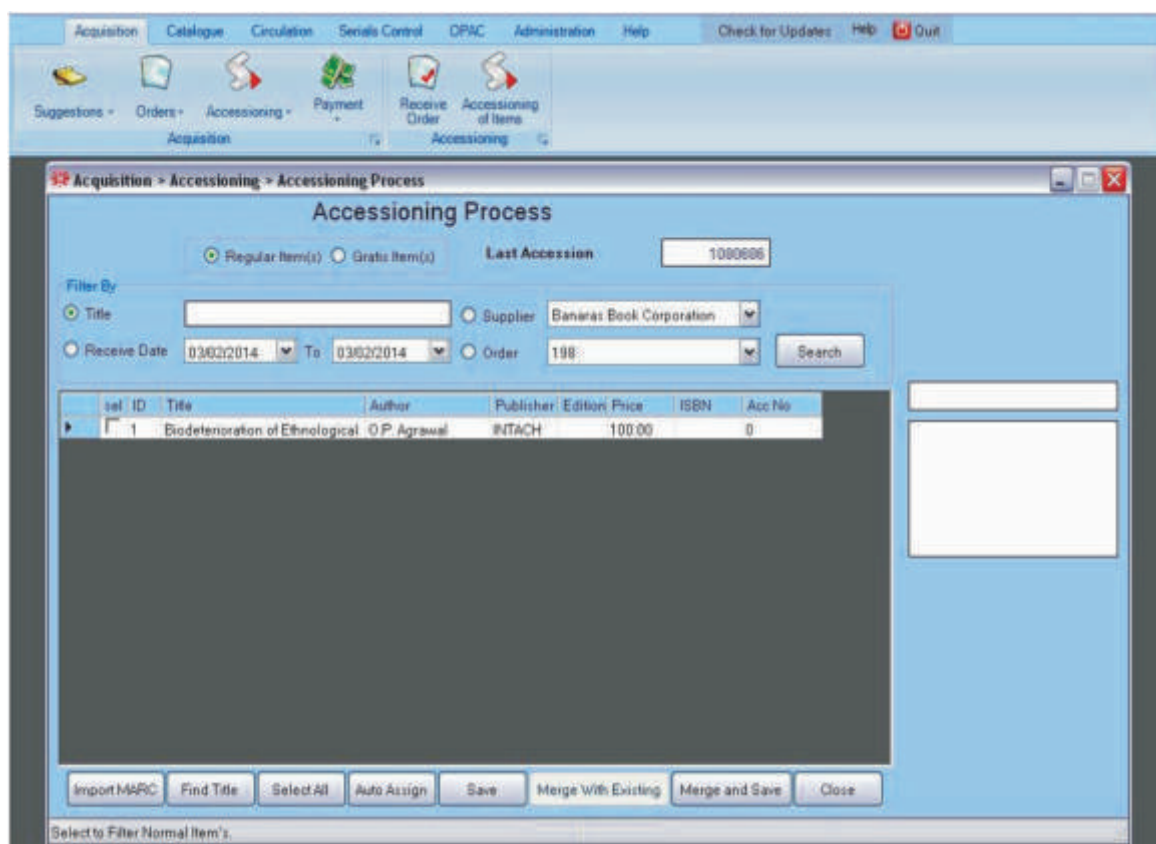 Acquisition Catalogue Circulation Serials Control OPAC Administration Help Check for Updates Help Quit
Suggestions Orders Accessioning Payment Receive Order Accessioning of Items
Acquisition Accessioning
Acquisition > Accessioning > Accessioning Process
Accessioning Process
Regular Item(s) Gratis Item(s) Last Accession 1080686
Filter By
Title Supplier Banaras Book Corporation
Receive Date 03/02/2014 To 03/02/2014 Order 198 Search
sel ID Title Author Publisher Edition Price ISBN Acc No
1 Biodeterioration of Ethnological O.P. Agrawal INTACH 100.00 0
Import MARC Find Title Select All Auto Assign Save Merge With Existing Merge and Save Close
Select to Filter Normal Item's.